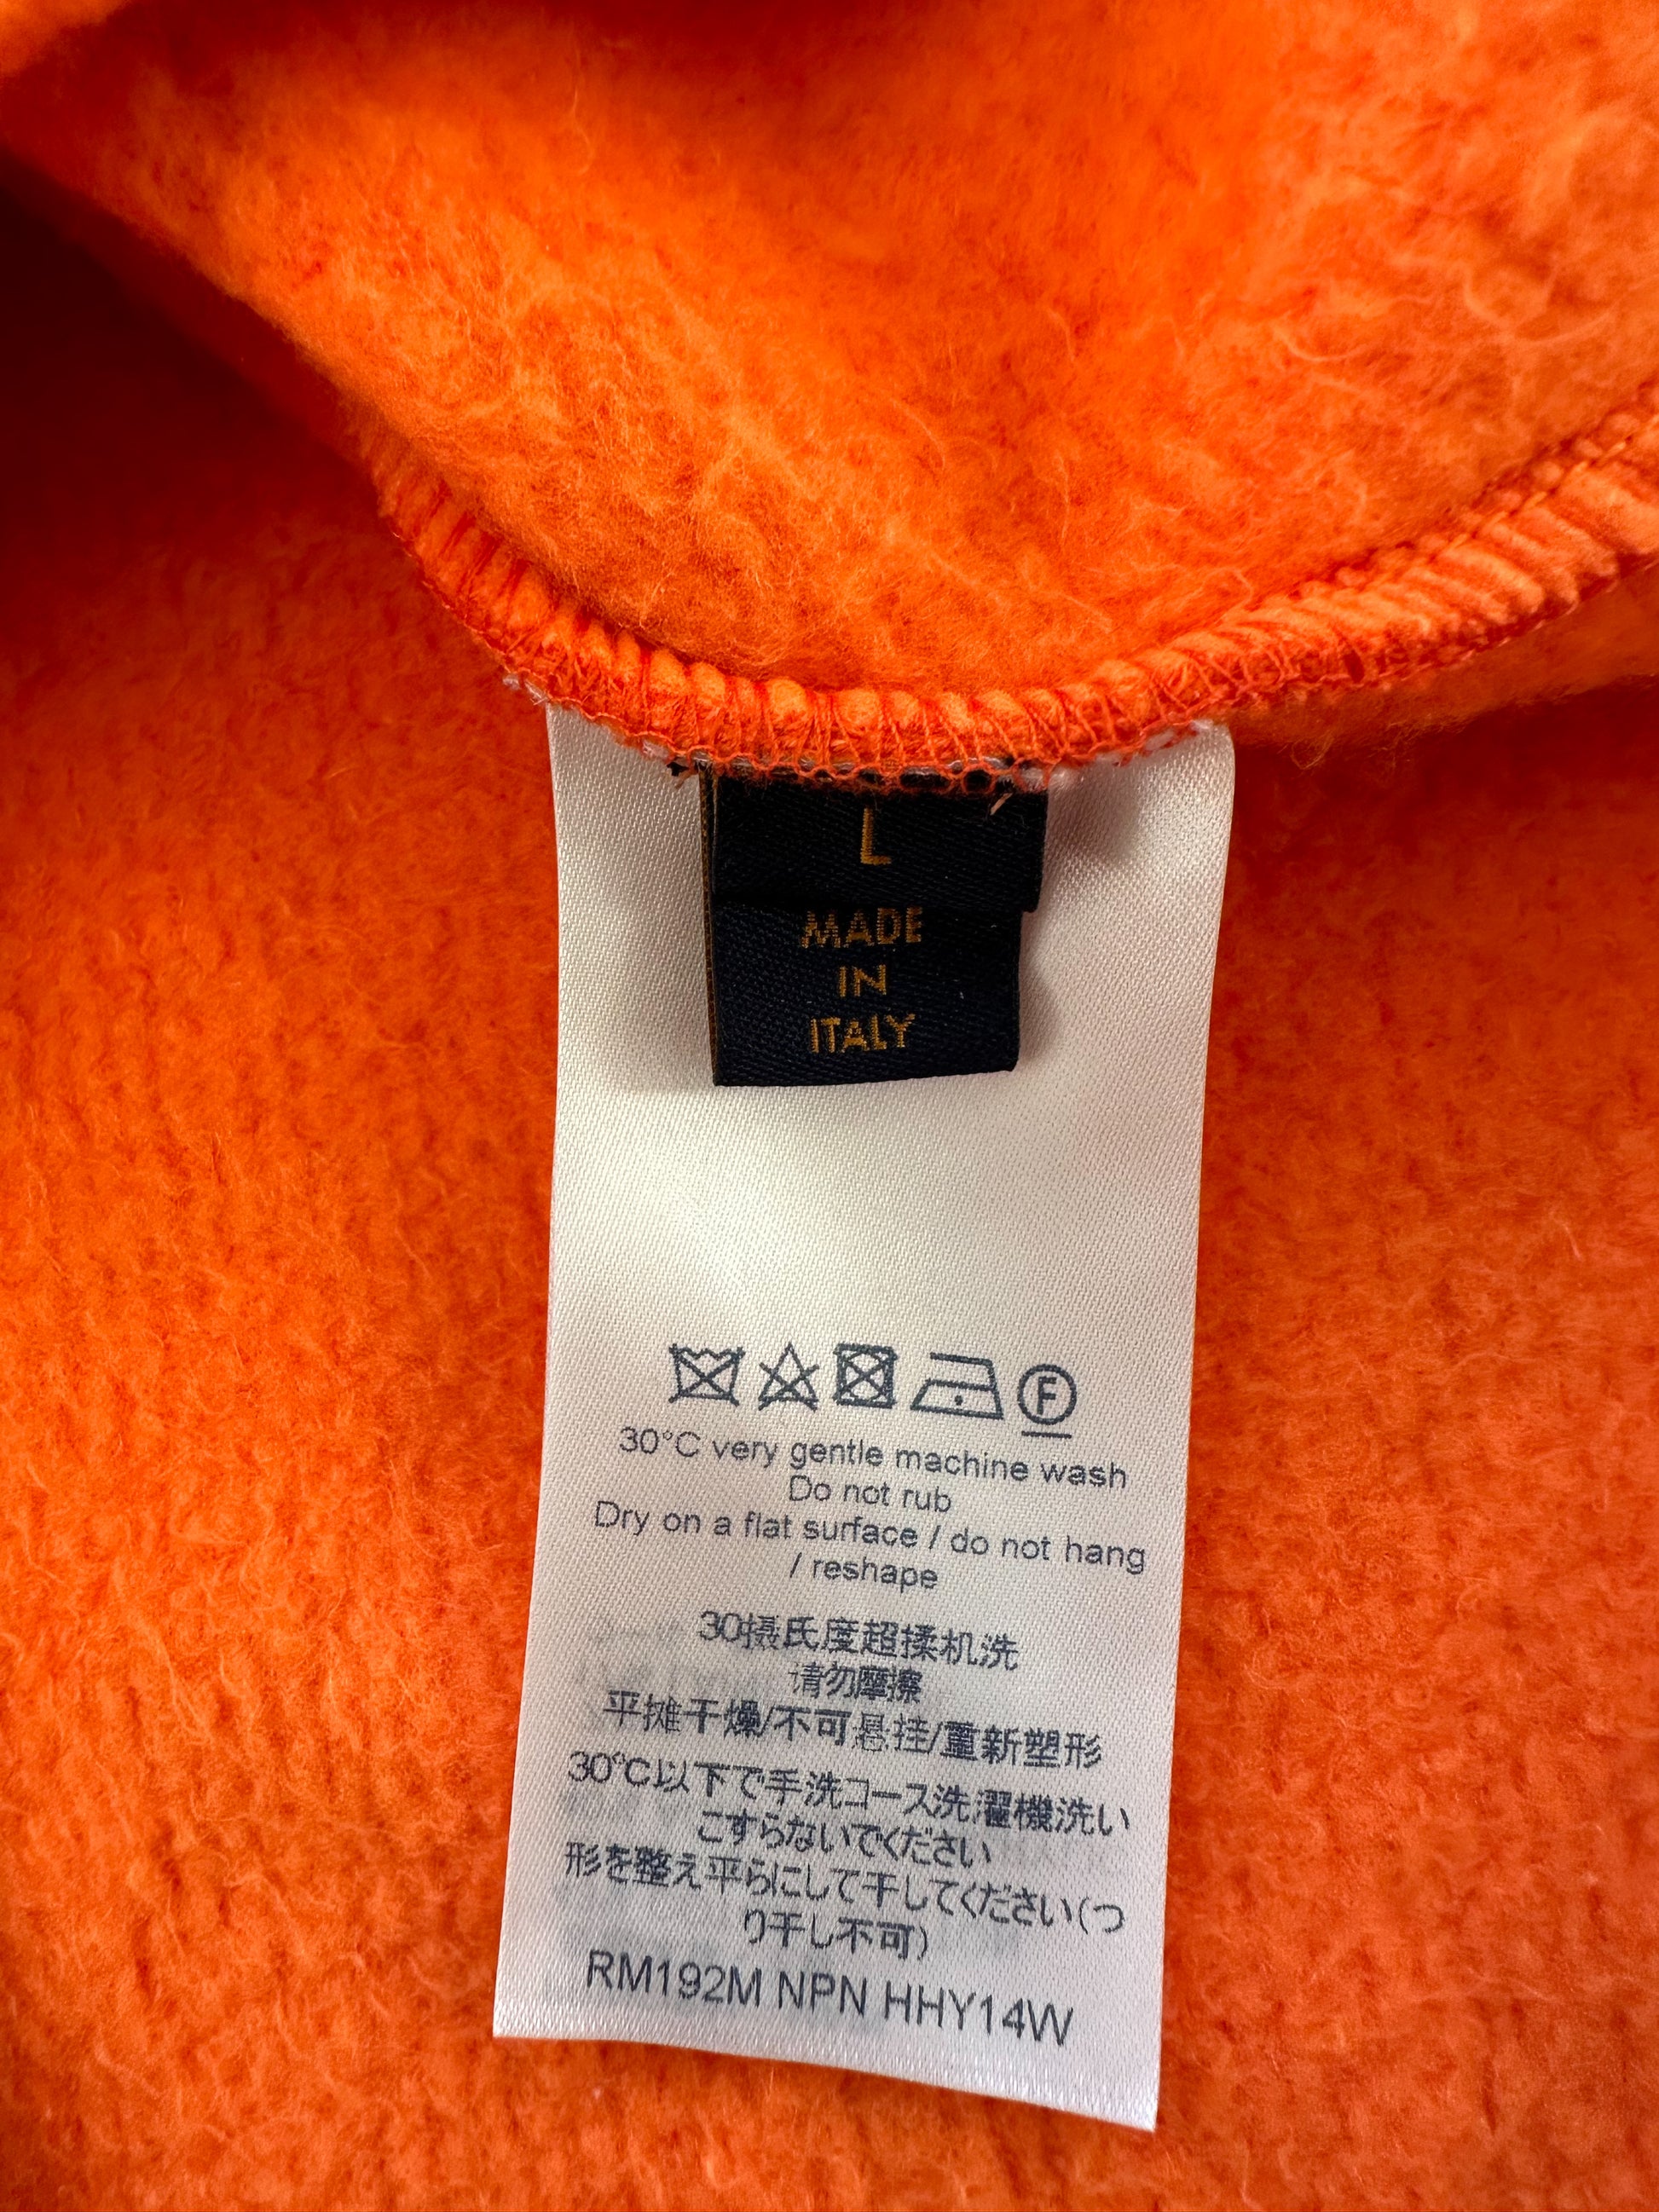 L
MADE
IN
ITALY
F
30°C very gentle machine wash
Do not rub
Dry on a flat surface / do not hang
/ reshape
30摄氏度超揉机洗
请勿摩擦
平摊干燥/不可悬挂/重新塑形
30°C以下で手洗コース洗濯機洗い
こすらないでください
形を整え平らにして干してください(つ
り干し不可)
RM192M NPN HHY14W